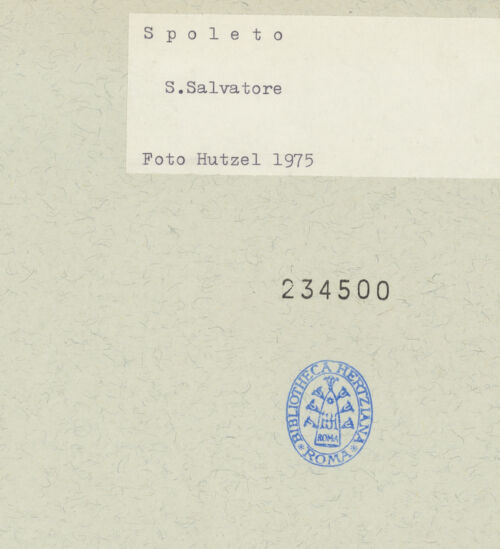 S p o l e t o
S.Salvatore
Foto Hutzel 1975
234500
BIBLIOTHECA HERTZIANA
ROMA
* ROMA *